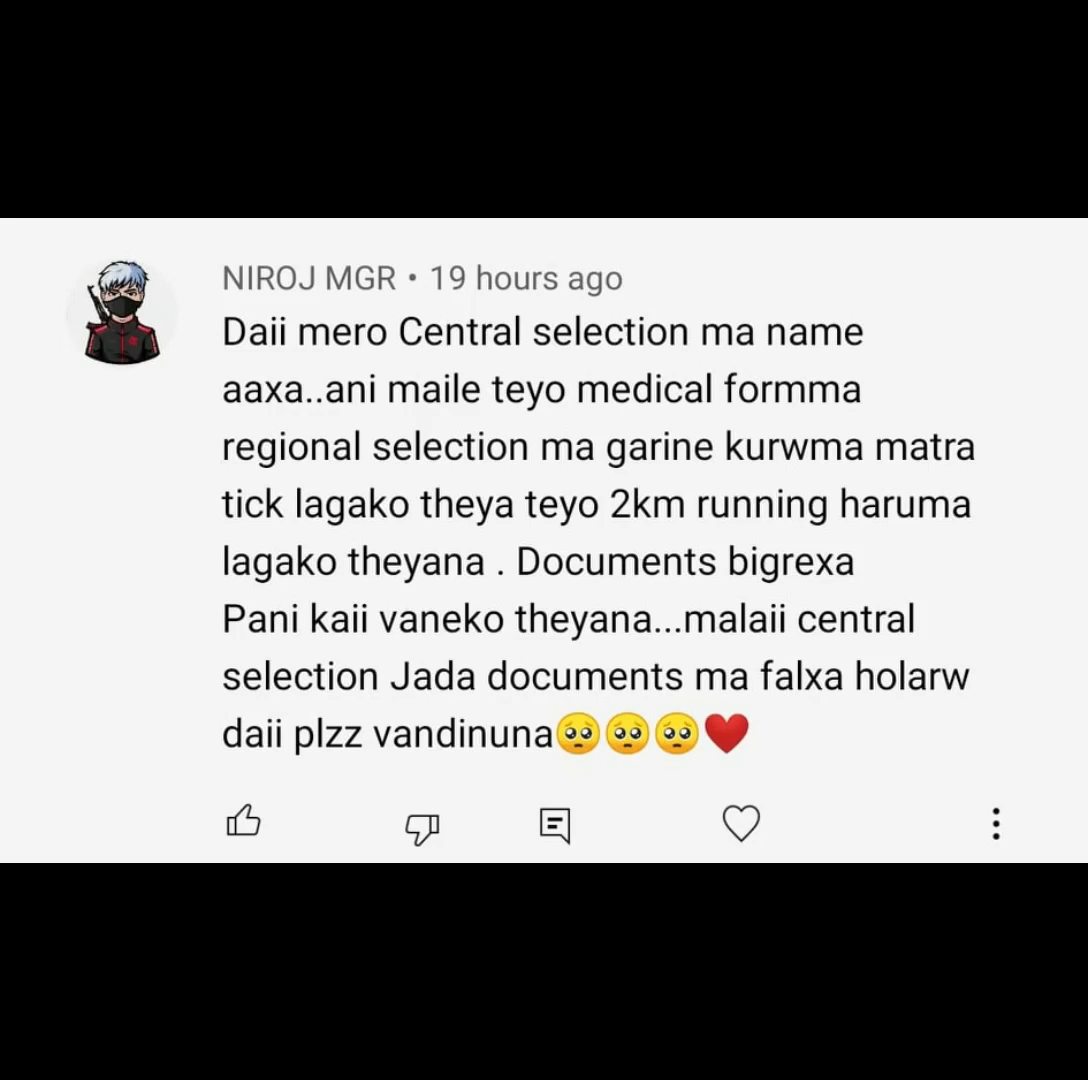 NIROJ MGR • 19 hours ago
Daii mero Central selection ma name
aaxa..ani maile teyo medical formma
regional selection ma garine kurwma matra
tick lagako theya teyo 2km running haruma
lagako theyana . Documents bigrexa
Pani kaii vaneko theyana...malaii central
selection Jada documents ma falxa holarw
daii plzz vandinuna🥺🥺🥺❤️